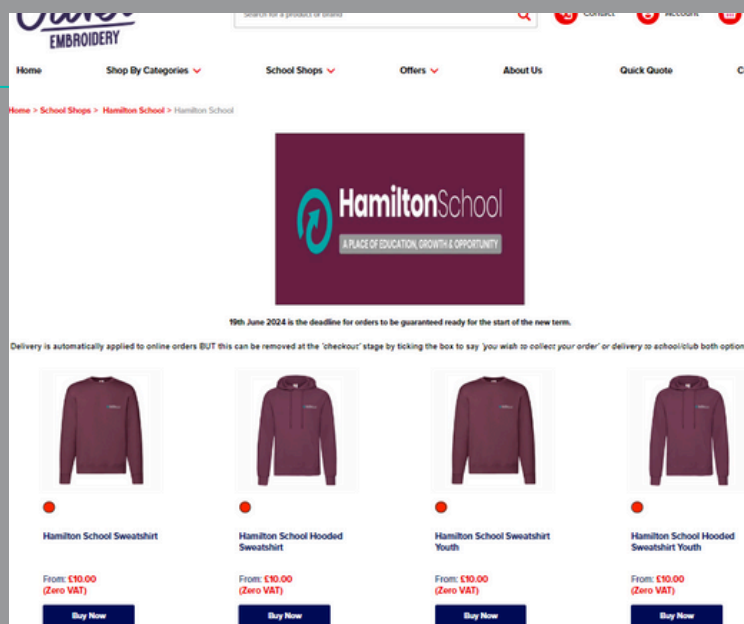 EMBROIDERY
Search for a product or brand
Contact
Account
Home
Shop By Categories
School Shops
Offers
About Us
Quick Quote
Home > School Shops > Hamilton School > Hamilton School
HamiltonSchool
A PLACE OF EDUCATION, GROWTH & OPPORTUNITY
19th June 2024 is the deadline for orders to be guaranteed ready for the start of the new term.
Delivery is automatically applied to online orders BUT this can be removed at the 'checkout' stage by ticking the box to say 'you wish to collect your order' or delivery to school/club both option
Hamilton School Sweatshirt
From: £10.00
(Zero VAT)
Buy Now
Hamilton School Hooded
Sweatshirt
From: £10.00
(Zero VAT)
Buy Now
Hamilton School Sweatshirt
Youth
From: £10.00
(Zero VAT)
Buy Now
Hamilton School Hooded
Sweatshirt Youth
From: £10.00
(Zero VAT)
Buy Now